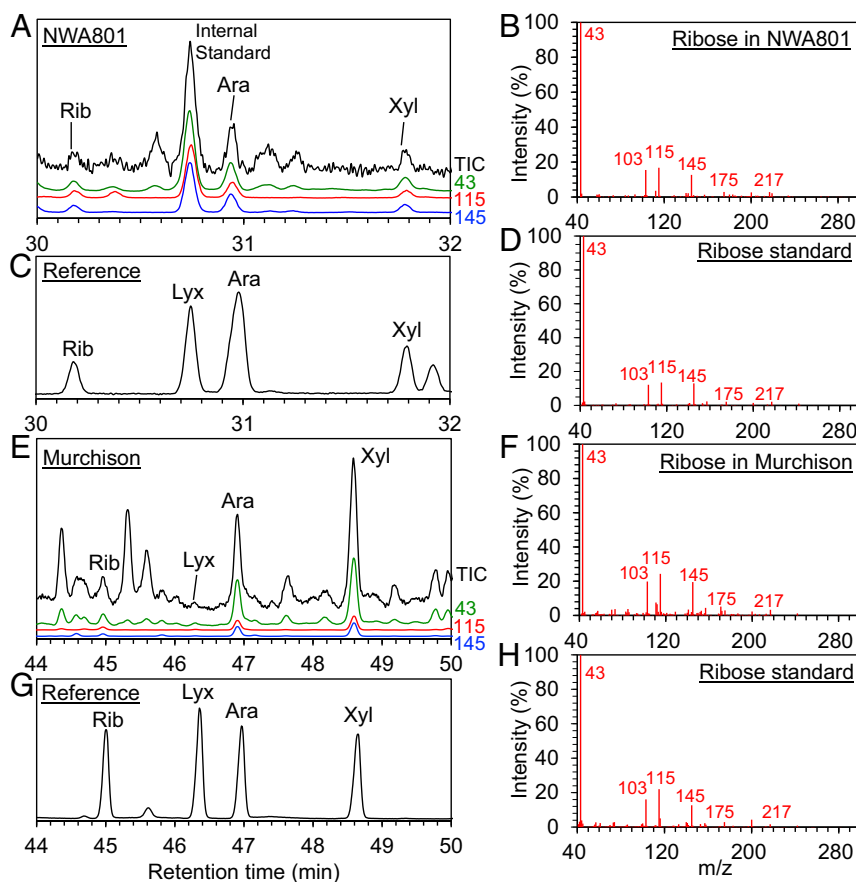 A
NWA801
Internal
Standard
Rib
Ara
Xyl
TIC
43
115
145
30
31
32
B
Ribose in NWA801
Intensity (%)
100
80
60
40
20
0
43
103
115
145
175
217
40
120
200
280
C
Reference
Rib
Lyx
Ara
Xyl
30
31
32
D
Ribose standard
Intensity (%)
100
80
60
40
20
0
43
103
115
145
175
217
40
120
200
280
E
Murchison
Rib
Lyx
Ara
Xyl
TIC
43
115
145
44
45
46
47
48
49
50
F
Ribose in Murchison
Intensity (%)
100
80
60
40
20
0
43
103
115
145
175
217
40
120
200
280
G
Reference
Rib
Lyx
Ara
Xyl
44
45
46
47
48
49
50
Retention time (min)
H
Ribose standard
Intensity (%)
100
80
60
40
20
0
43
103
115
145
175
217
40
120
200
280
m/z